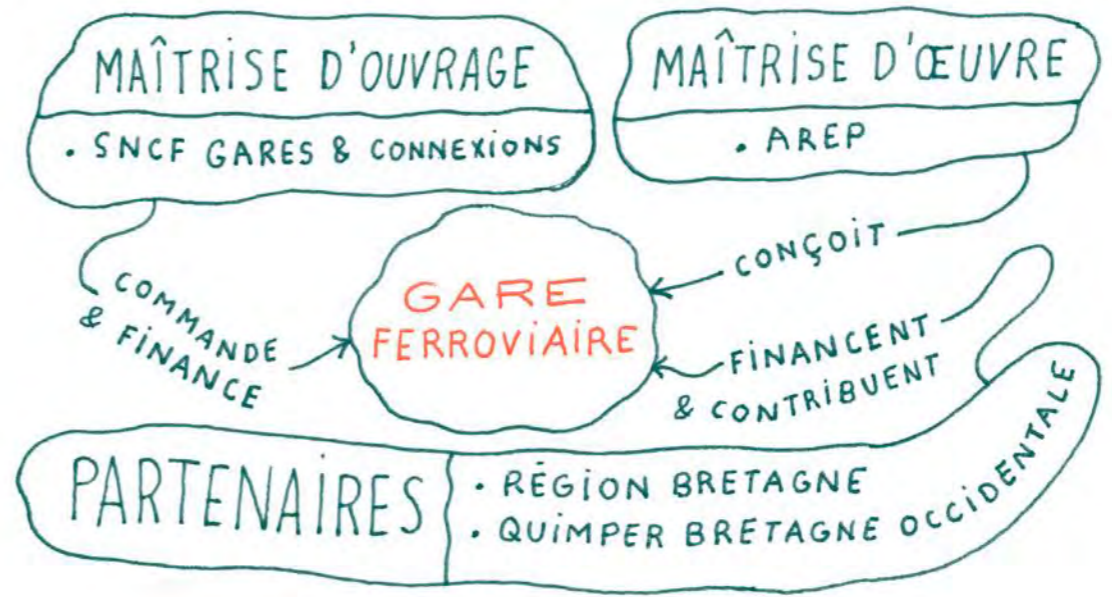 MAÎTRISE D'OUVRAGE
• SNCF GARES & CONNEXIONS
MAÎTRISE D'ŒUVRE
• AREP
COMMANDE
& FINANCE
GARE
FERROVIAIRE
CONÇOIT
FINANCENT
& CONTRIBUENT
PARTENAIRES
• RÉGION BRETAGNE
• QUIMPER BRETAGNE OCCIDENTALE